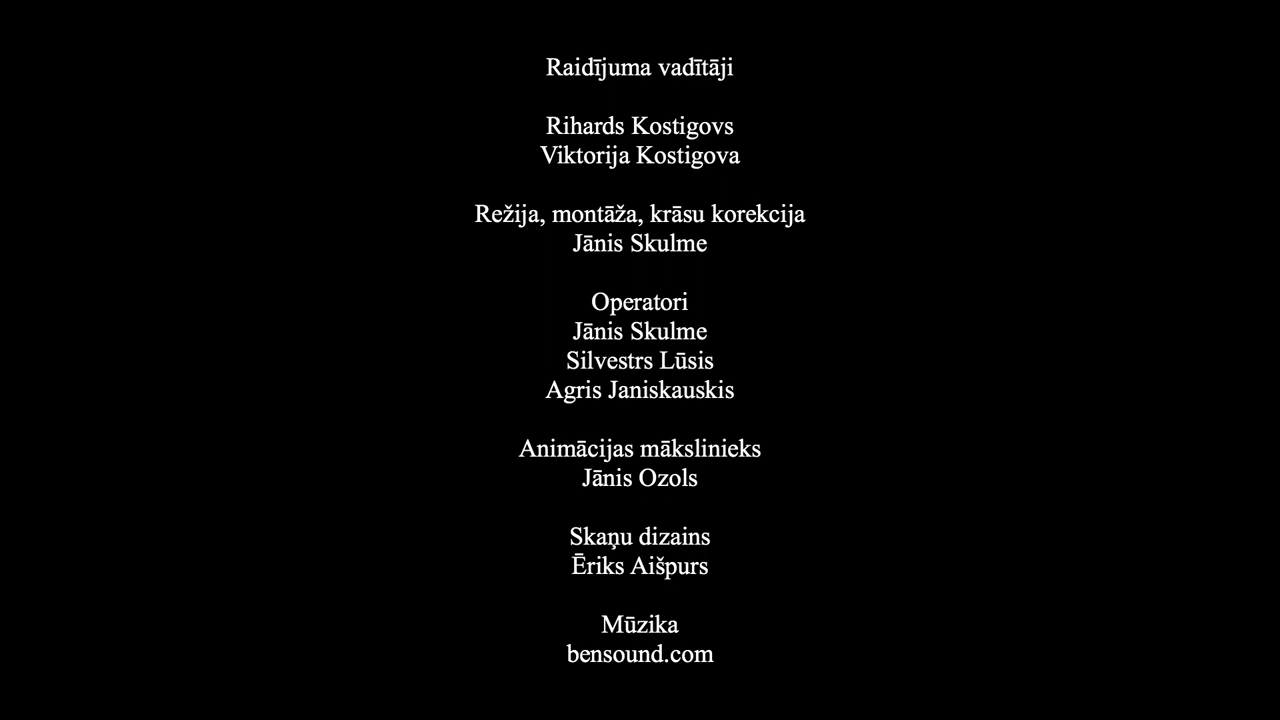 Raidījuma vadītāji
Rihards Kostigovs
Viktorija Kostigova
Režija, montāža, krāsu korekcija
Jānis Skulme
Operatori
Jānis Skulme
Silvestrs Lūsis
Agris Janiskauskis
Animācijas mākslinieks
Jānis Ozols
Skaņu dizains
Ēriks Aišpurs
Mūzika
bensound.com